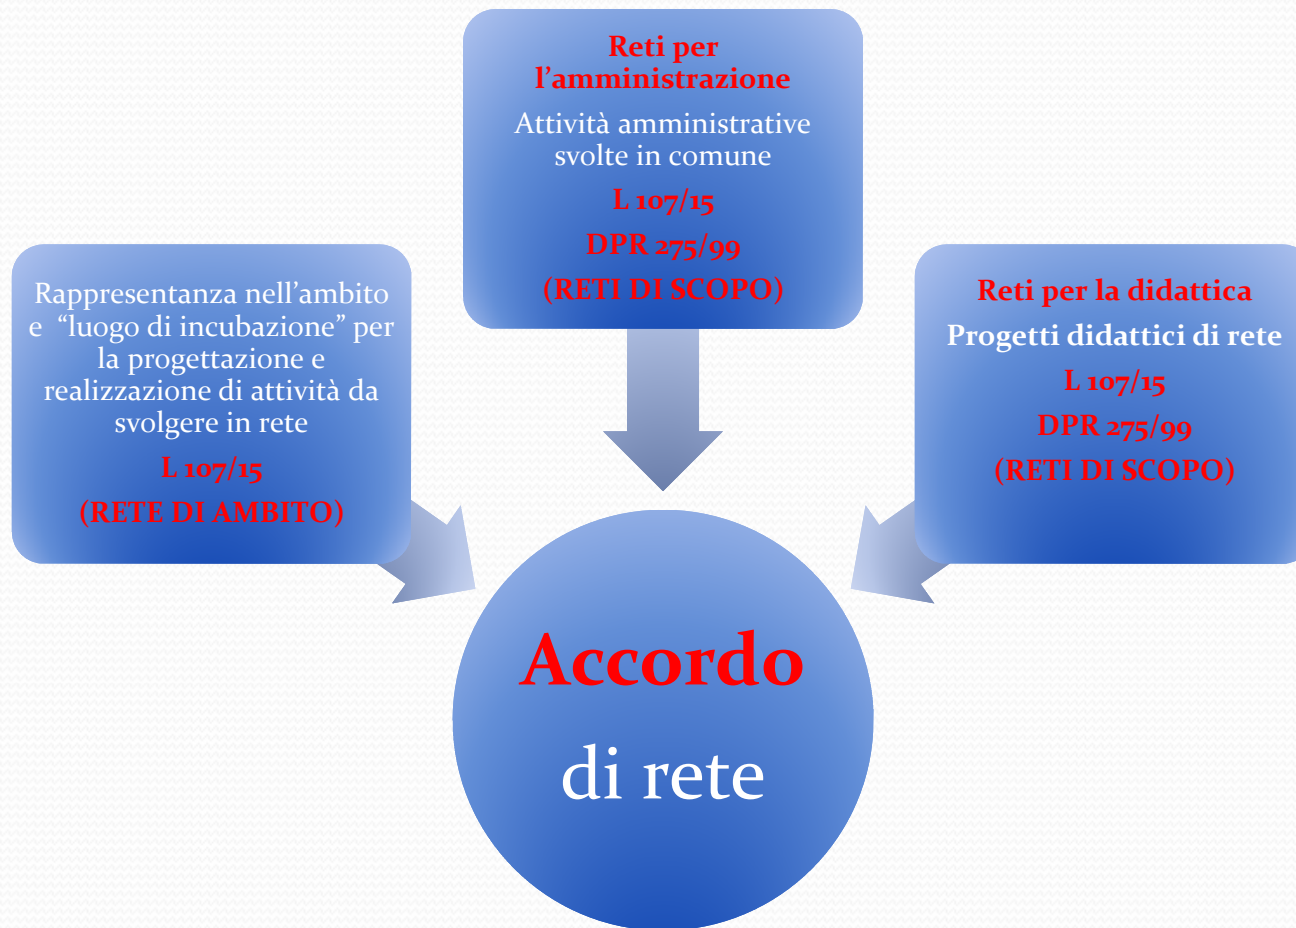 Reti per
l’amministrazione
Attività amministrative
svolte in comune
L 107/15
DPR 275/99
(RETI DI SCOPO)
Rappresentanza nell’ambito
e “luogo di incubazione” per
la progettazione e
realizzazione di attività da
svolgere in rete
L 107/15
(RETE DI AMBITO)
Reti per la didattica
Progetti didattici di rete
L 107/15
DPR 275/99
(RETI DI SCOPO)
Accordo
di rete